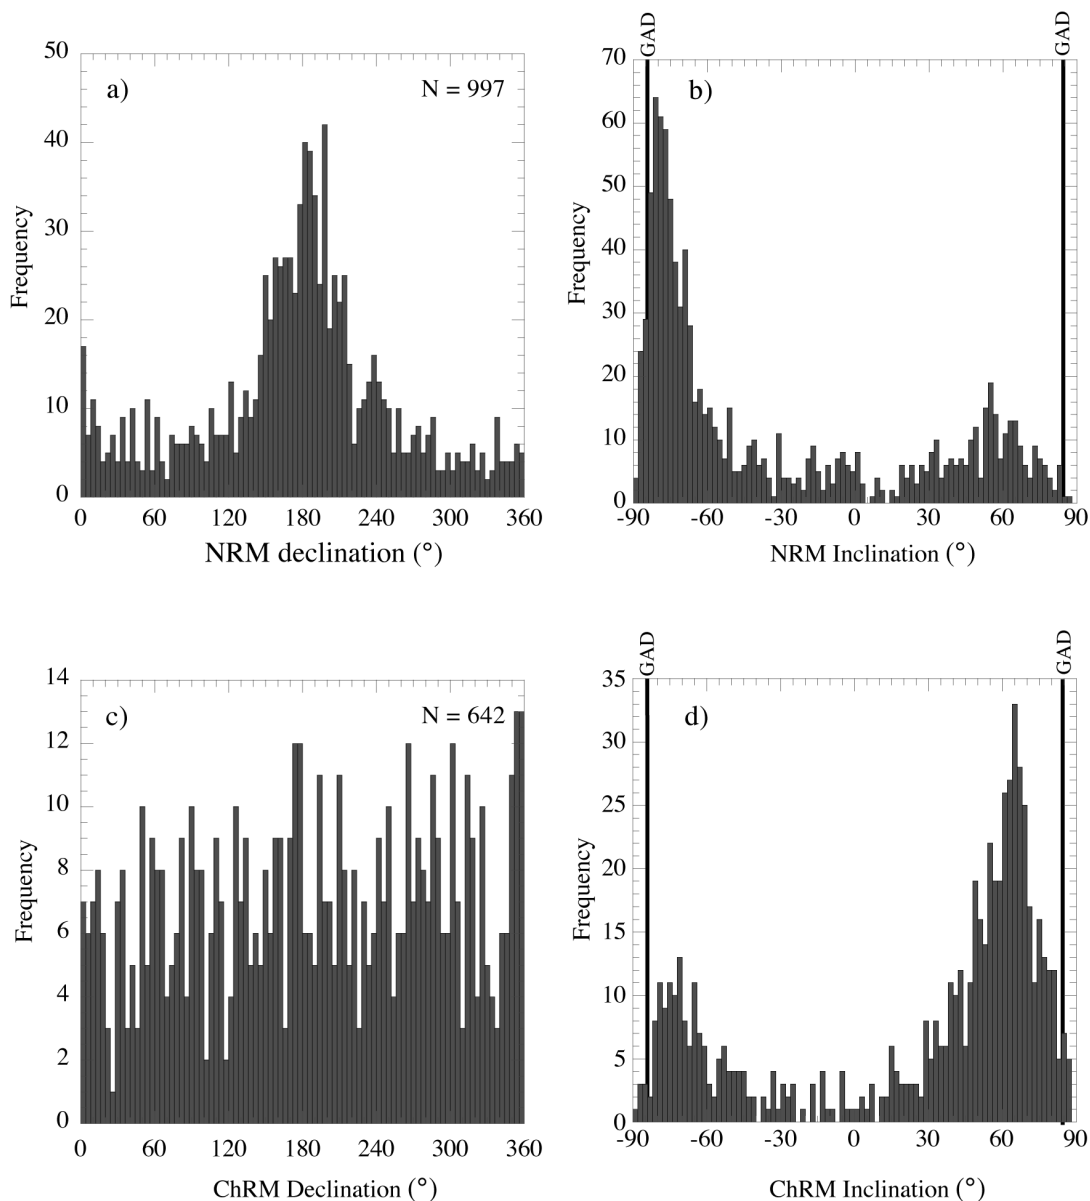 a)
N = 997
50
40
30
20
10
0
Frequency
0 60 120 180 240 300 360
NRM declination (°)
GAD GAD
b)
70
60
50
40
30
20
10
0
Frequency
-90 -60 -30 0 30 60 90
NRM Inclination (°)
c)
N = 642
14
12
10
8
6
4
2
0
Frequency
0 60 120 180 240 300 360
ChRM Declination (°)
GAD GAD
d)
35
30
25
20
15
10
5
0
Frequency
-90 -60 -30 0 30 60 90
ChRM Inclination (°)